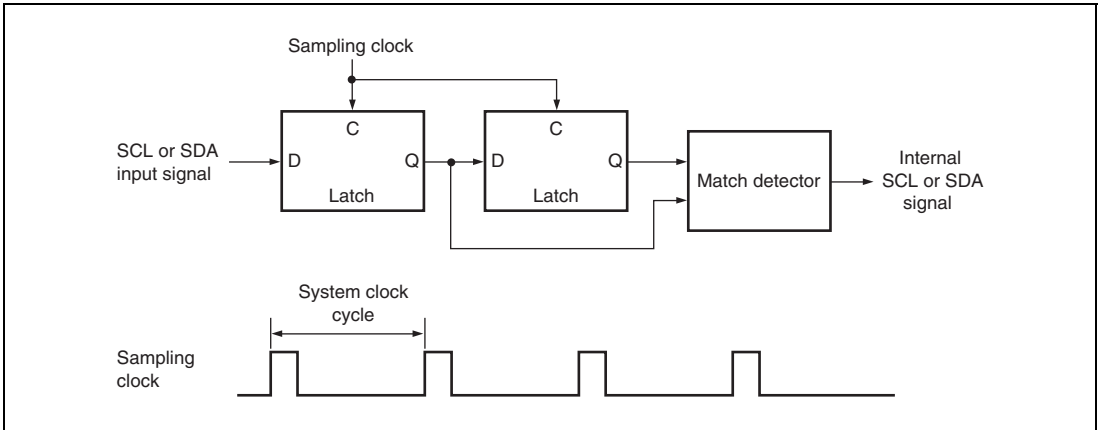 Sampling clock
C
C
SCL or SDA
input signal
D
Q
D
Q
Latch
Latch
Match detector
Internal
SCL or SDA
signal
System clock
cycle
Sampling
clock